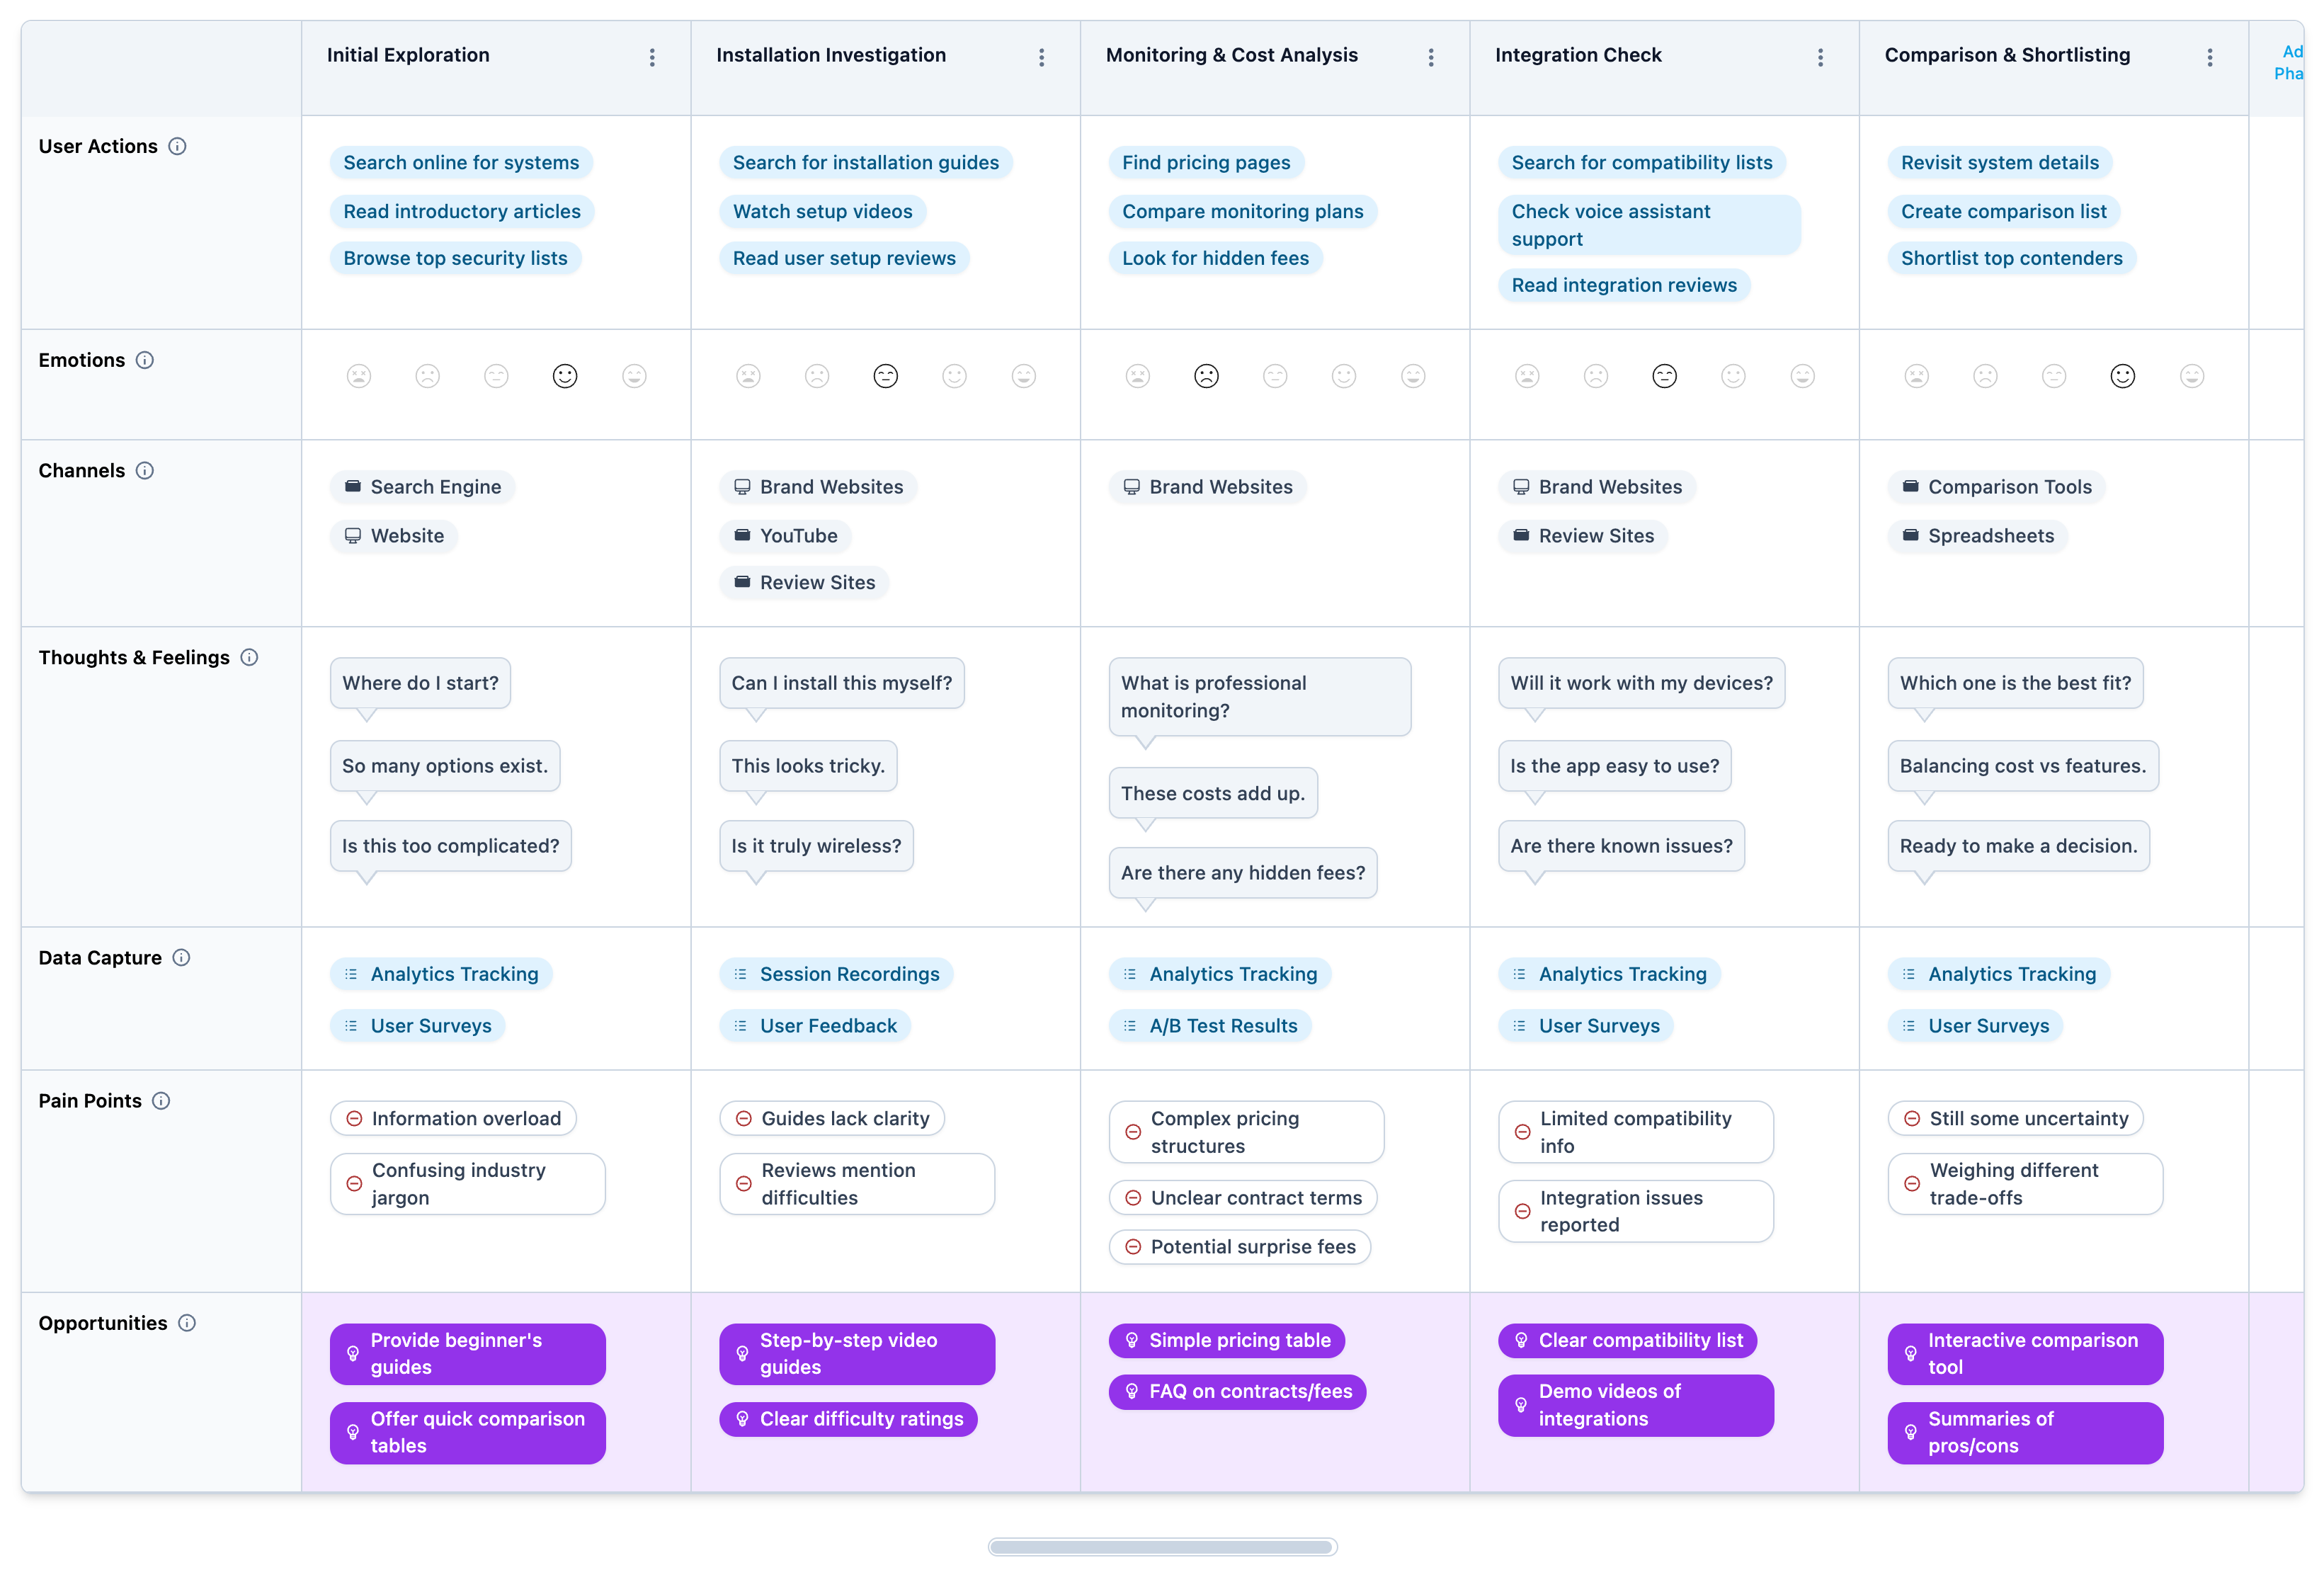 Initial Exploration
Installation Investigation
Monitoring & Cost Analysis
Integration Check
Comparison & Shortlisting
Ad
Pha
User Actions
Search online for systems
Read introductory articles
Browse top security lists
Search for installation guides
Watch setup videos
Read user setup reviews
Find pricing pages
Compare monitoring plans
Look for hidden fees
Search for compatibility lists
Check voice assistant
support
Read integration reviews
Revisit system details
Create comparison list
Shortlist top contenders
Emotions
Channels
Search Engine
Website
Brand Websites
YouTube
Review Sites
Brand Websites
Brand Websites
Review Sites
Comparison Tools
Spreadsheets
Thoughts & Feelings
Where do I start?
So many options exist.
Is this too complicated?
Can I install this myself?
This looks tricky.
Is it truly wireless?
What is professional
monitoring?
These costs add up.
Are there any hidden fees?
Will it work with my devices?
Is the app easy to use?
Are there known issues?
Which one is the best fit?
Balancing cost vs features.
Ready to make a decision.
Data Capture
Analytics Tracking
User Surveys
Session Recordings
User Feedback
Analytics Tracking
A/B Test Results
Analytics Tracking
User Surveys
Analytics Tracking
User Surveys
Pain Points
Information overload
Confusing industry
jargon
Guides lack clarity
Reviews mention
difficulties
Complex pricing
structures
Unclear contract terms
Potential surprise fees
Limited compatibility
info
Integration issues
reported
Still some uncertainty
Weighing different
trade-offs
Opportunities
Provide beginner's
guides
Offer quick comparison
tables
Step-by-step video
guides
Clear difficulty ratings
Simple pricing table
FAQ on contracts/fees
Clear compatibility list
Demo videos of
integrations
Interactive comparison
tool
Summaries of
pros/cons